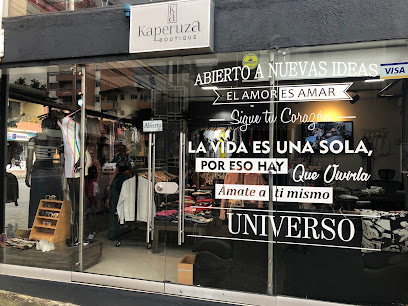 KA
Kaperuza
BOUTIQUE
ABIERTO A NUEVAS IDEAS
VISA
EL AMOR ES AMAR
Sigue tu Corazón
Abierto
LA VIDA ES UNA SOLA,
POR ESO HAY Que Vivirla
Amate a ti mismo
UNIVERSO